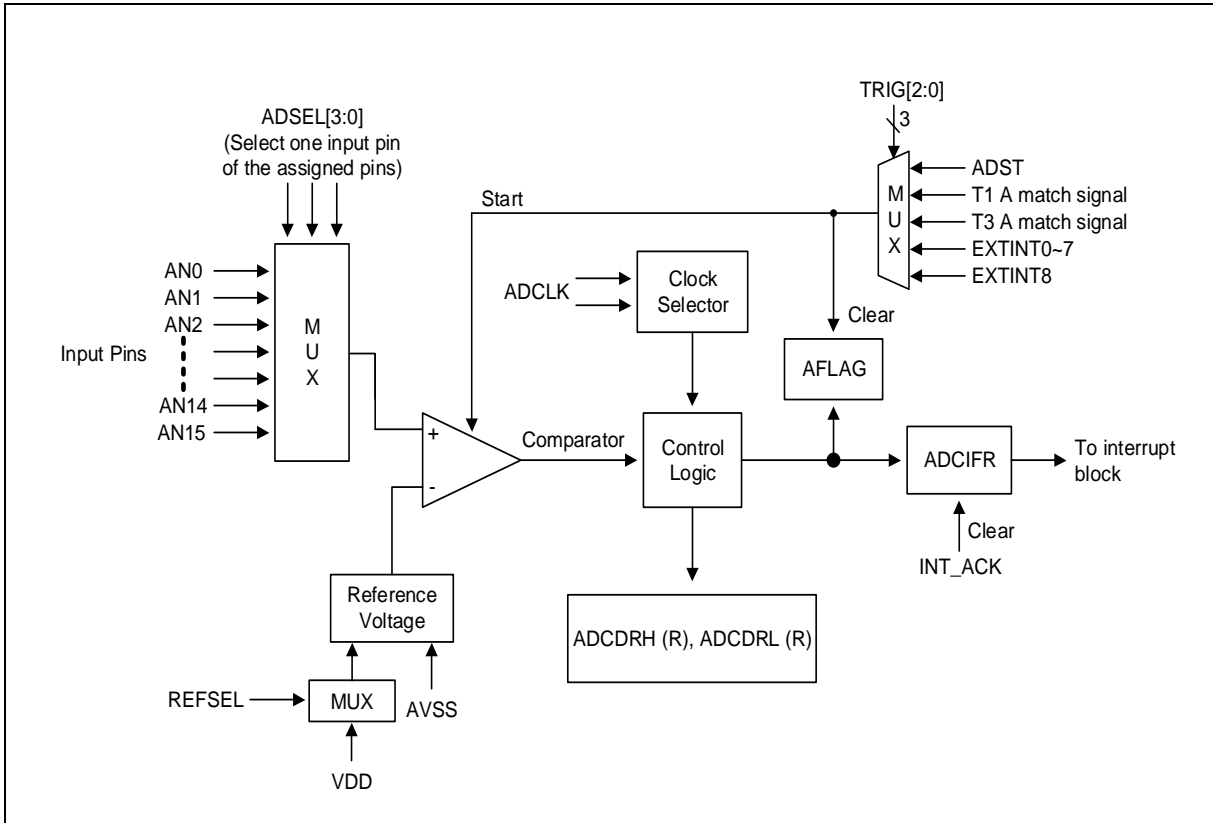 TRIG[2:0]
3
ADSEL[3:0]
(Select one input pin
of the assigned pins)
ADST
T1 A match signal
T3 A match signal
EXTINT0~7
EXTINT8
M
U
X
Start
AN0
AN1
AN2
Input Pins
AN14
AN15
M
U
X
ADCLK
Clock
Selector
Clear
AFLAG
+
-
Comparator
Control
Logic
ADCIFR
To interrupt
block
Clear
INT_ACK
Reference
Voltage
ADCDRH (R), ADCDRL (R)
REFSEL
MUX
AVSS
VDD